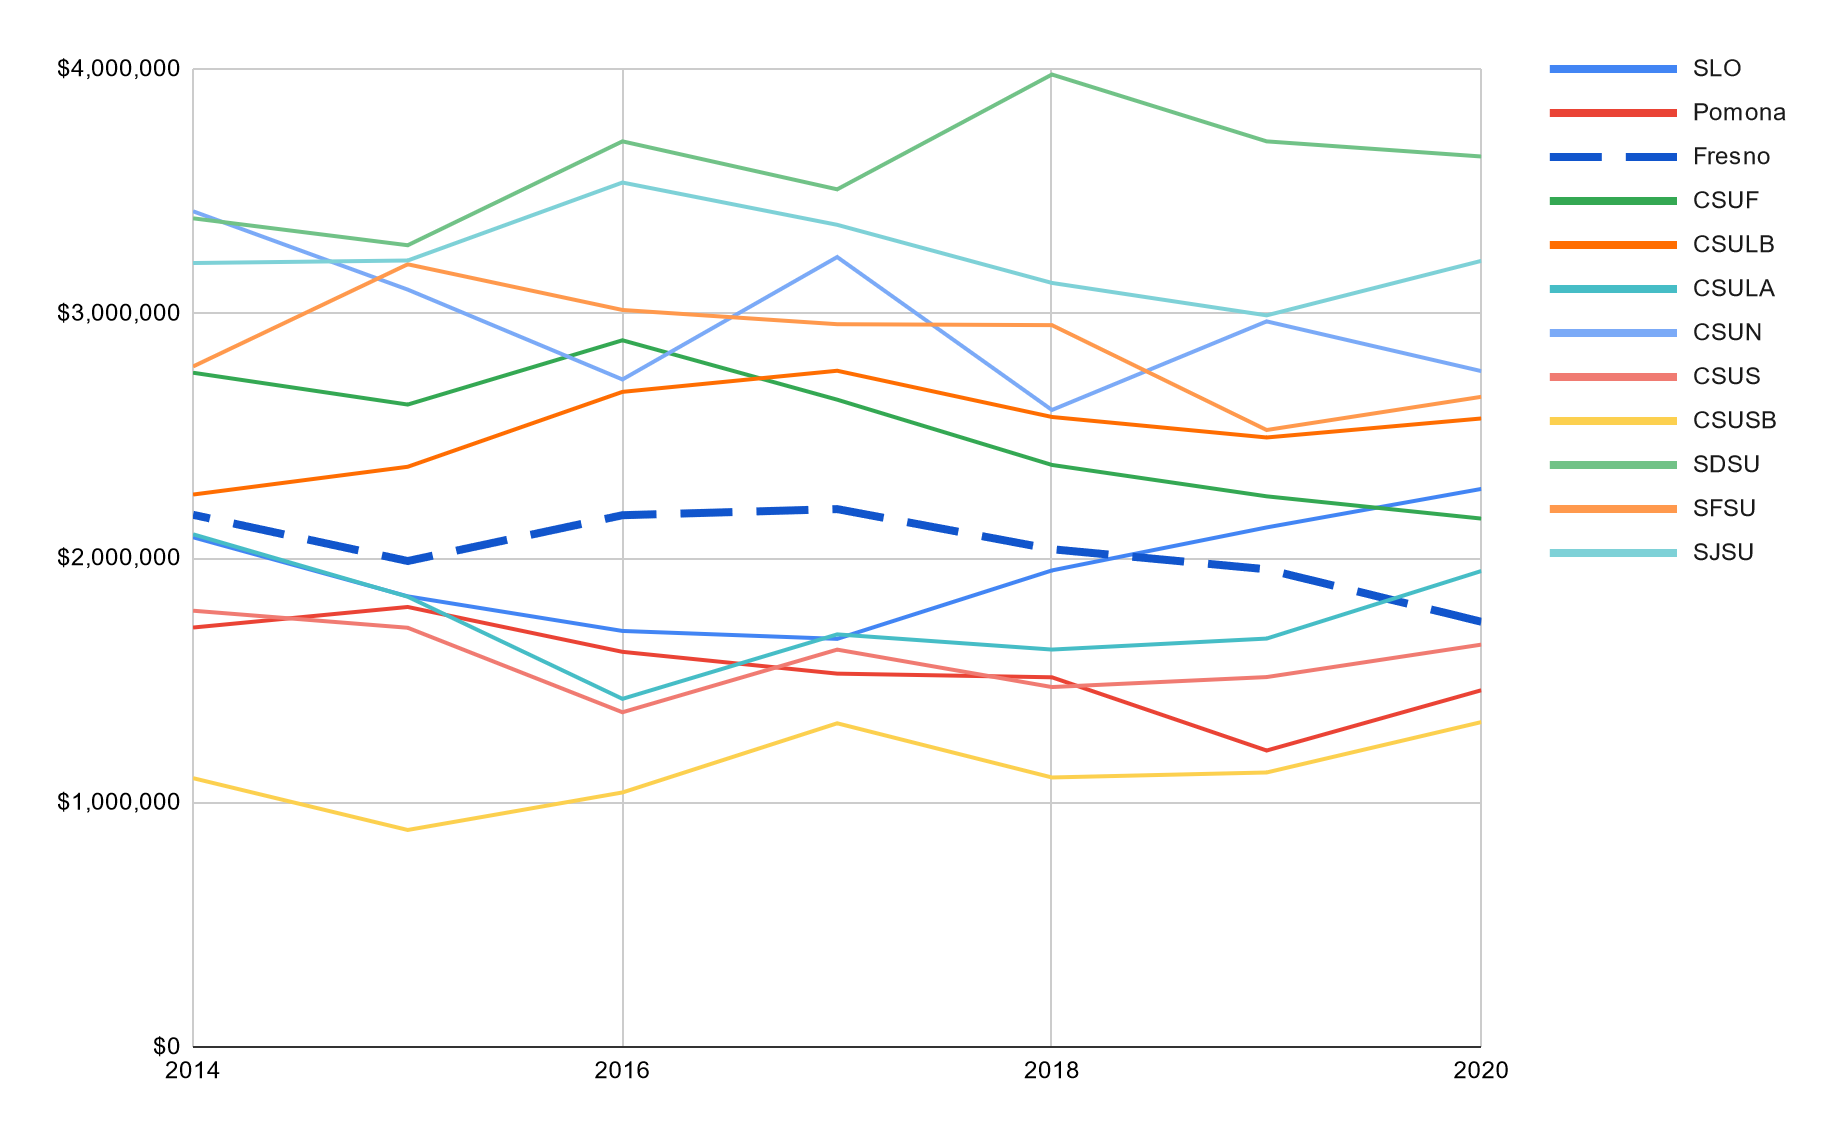 $4,000,000
$3,000,000
$2,000,000
$1,000,000
$0
2014
2016
2018
2020
SLO
Pomona
Fresno
CSUF
CSULB
CSULA
CSUN
CSUS
CSUSB
SDSU
SFSU
SJSU